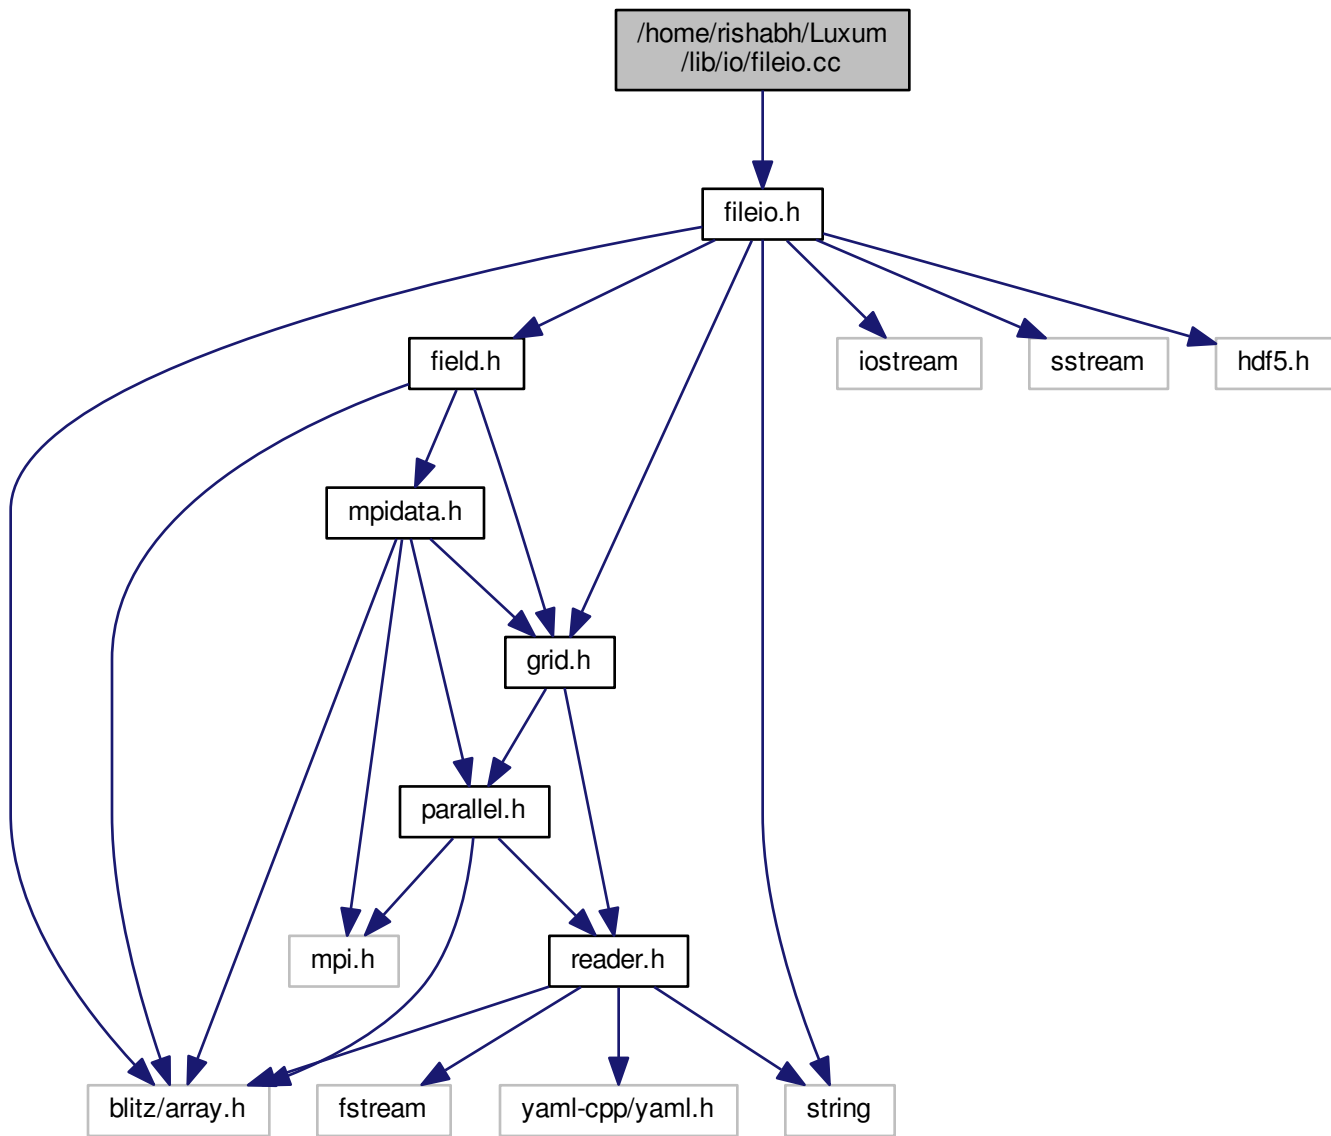 /home/rishabh/Luxum
/lib/io/fileio.cc
fileio.h
field.h
iostream
sstream
hdf5.h
mpidata.h
grid.h
parallel.h
mpi.h
reader.h
blitz/array.h
fstream
yaml-cpp/yaml.h
string